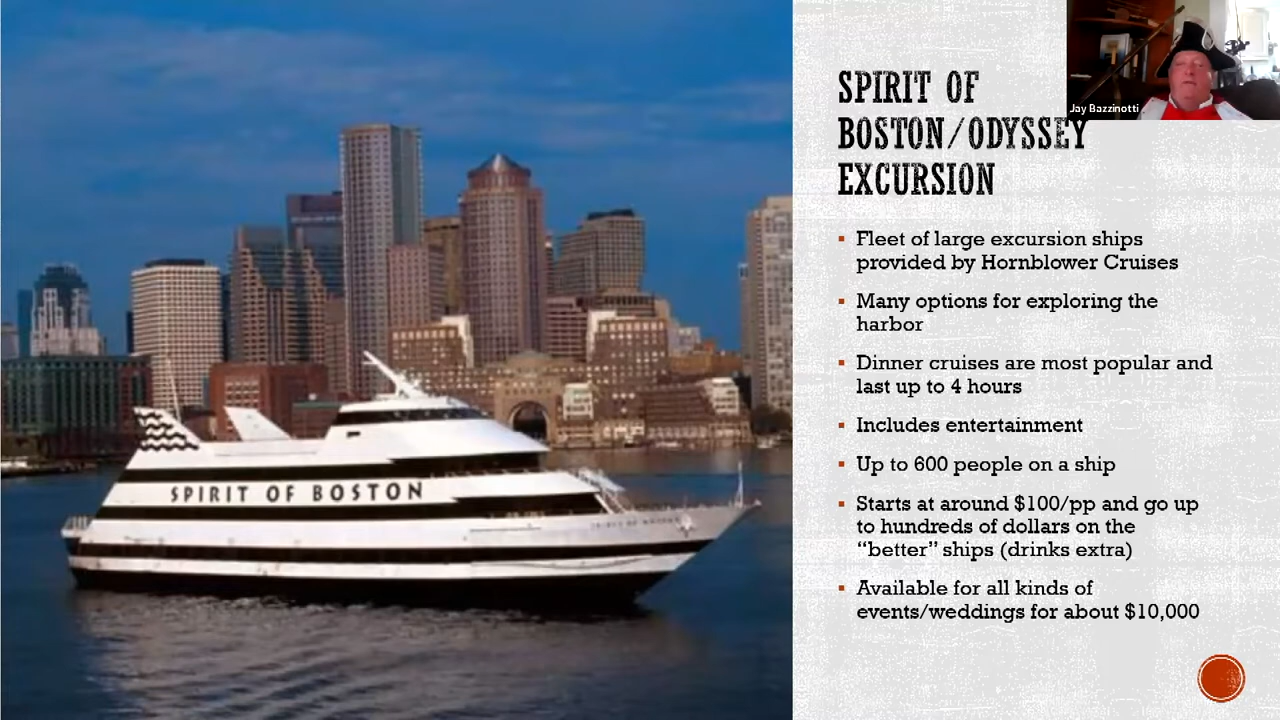 SPIRIT OF
BOSTON/ODYSSEY
EXCURSION
Jay Bazzinotti
▪ Fleet of large excursion ships
provided by Hornblower Cruises
▪ Many options for exploring the
harbor
▪ Dinner cruises are most popular and
last up to 4 hours
▪ Includes entertainment
▪ Up to 600 people on a ship
▪ Starts at around $100/pp and go up
to hundreds of dollars on the
“better” ships (drinks extra)
▪ Available for all kinds of
events/weddings for about $10,000
SPIRIT OF BOSTON